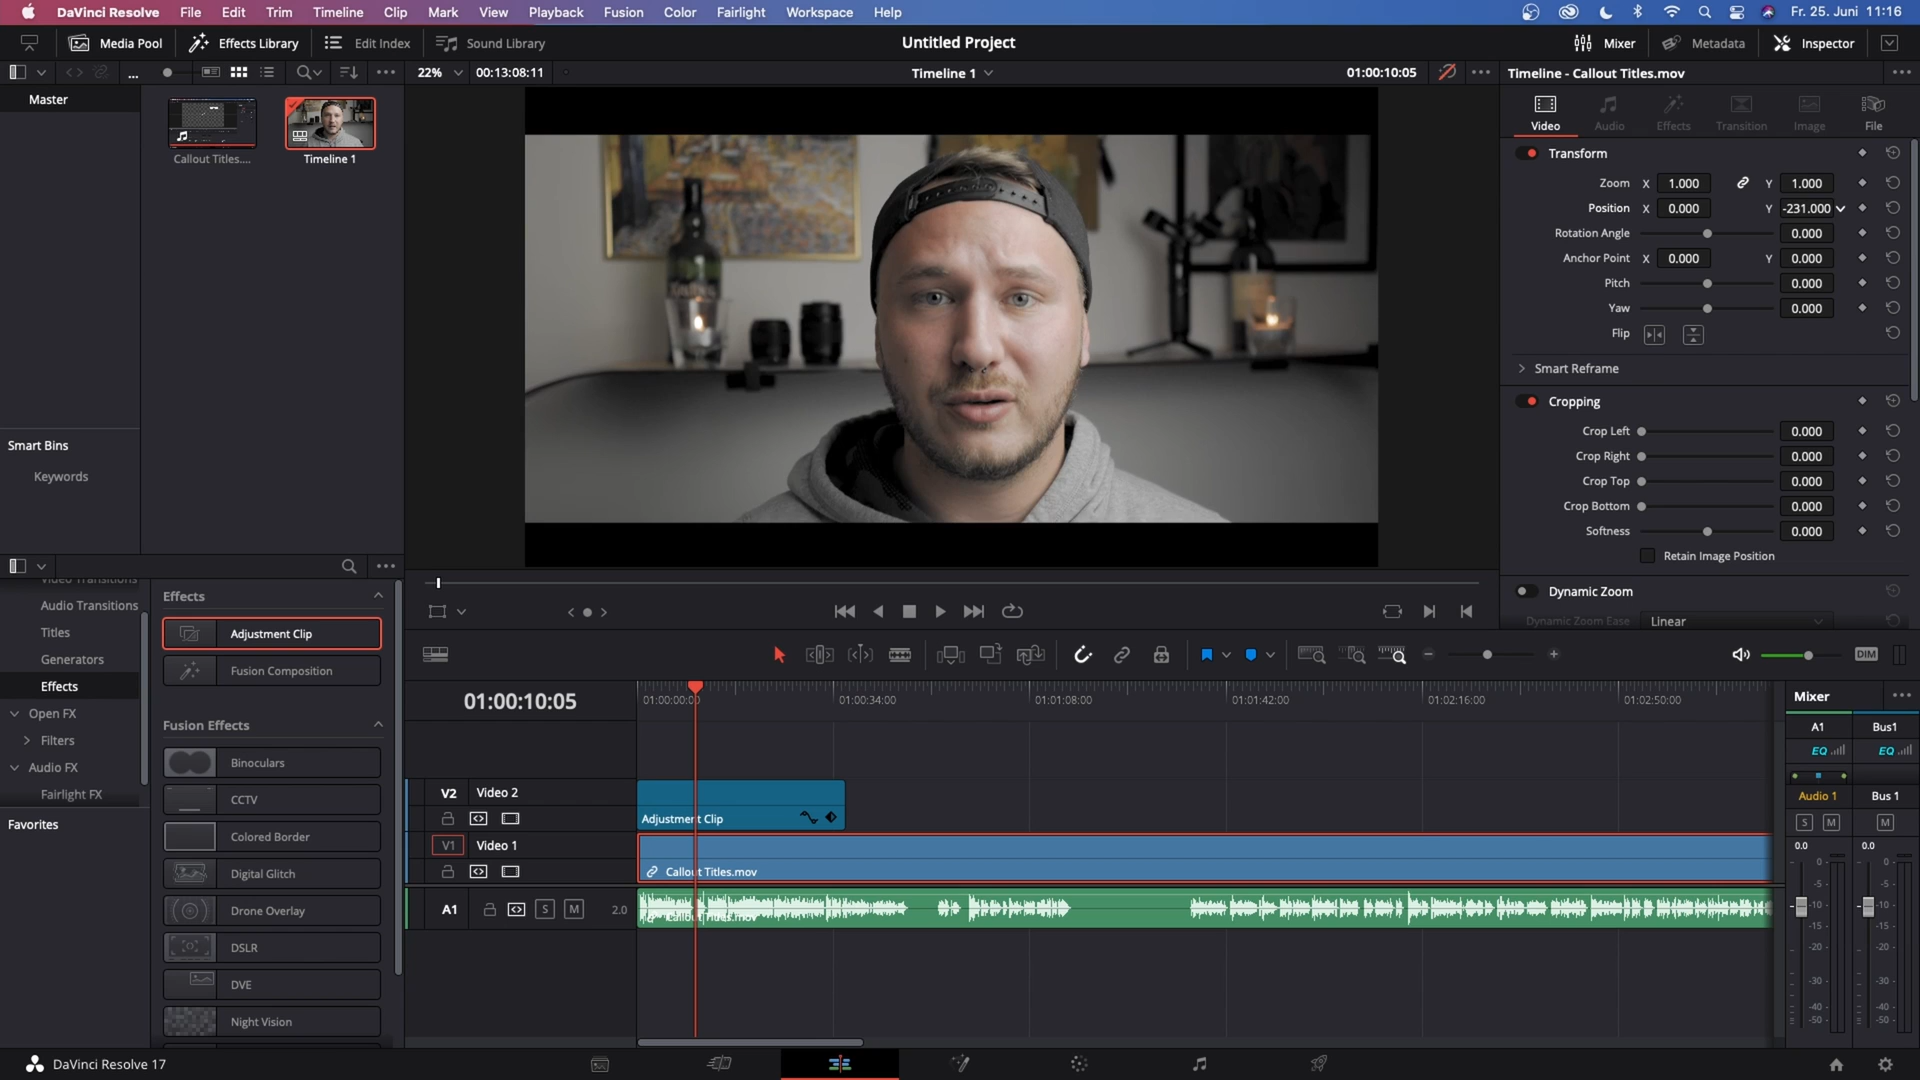 DaVinci Resolve File Edit Trim Timeline Clip Mark View Playback Fusion Color Fairlight Workspace Help Fr. 25. Juni 11:16
Media Pool Effects Library Edit Index Sound Library Untitled Project Mixer Metadata Inspector
22% 00:13:08:11 Timeline 1 01:00:10:05 Timeline - Callout Titles.mov
Master
Callout Titles....
Timeline 1
Smart Bins
Keywords
Video Audio Effects Transition Image File
Transform
Zoom X 1.000 Y 1.000
Position X 0.000 Y -231.000
Rotation Angle 0.000
Anchor Point X 0.000 Y 0.000
Pitch 0.000
Yaw 0.000
Flip
Smart Reframe
Cropping
Crop Left 0.000
Crop Right 0.000
Crop Top 0.000
Crop Bottom 0.000
Softness 0.000
Retain Image Position
Dynamic Zoom
Dynamic Zoom Ease Linear
Video Transitions
Audio Transitions
Titles
Generators
Effects
Open FX
Filters
Audio FX
Fairlight FX
Favorites
Effects
Adjustment Clip
Fusion Composition
Fusion Effects
Binoculars
CCTV
Colored Border
Digital Glitch
Drone Overlay
DSLR
DVE
Night Vision
DIM
01:00:10:05
01:00:00:00 01:00:34:00 01:01:08:00 01:01:42:00 01:02:16:00 01:02:50:00
V2 Video 2
Adjustment Clip
V1 Video 1
Callout Titles.mov
A1 S M 2.0
Callout Titles.mov
Mixer
A1 Bus1
EQ EQ
Audio 1 Bus 1
S M M
0.0 0.0
0 0
-5 -5
-10 -10
-15 -15
-20 -20
-30 -30
-40 -40
-50 -50
DaVinci Resolve 17